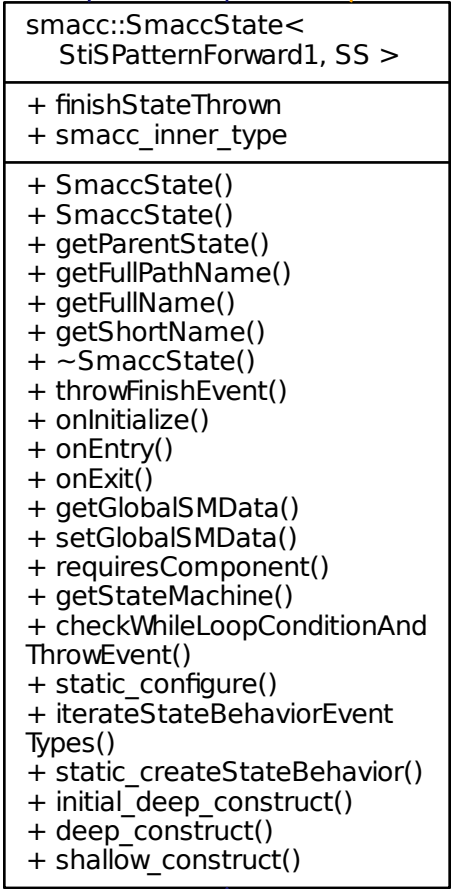 smacc::SmaccState<
StiSPatternForward1, SS >
+ finishStateThrown
+ smacc_inner_type
+ SmaccState()
+ SmaccState()
+ getParentState()
+ getFullPathName()
+ getFullName()
+ getShortName()
+ ~SmaccState()
+ throwFinishEvent()
+ onInitialize()
+ onEntry()
+ onExit()
+ getGlobalSMData()
+ setGlobalSMData()
+ requiresComponent()
+ getStateMachine()
+ checkWhileLoopConditionAnd
ThrowEvent()
+ static_configure()
+ iterateStateBehaviorEvent
Types()
+ static_createStateBehavior()
+ initial_deep_construct()
+ deep_construct()
+ shallow_construct()